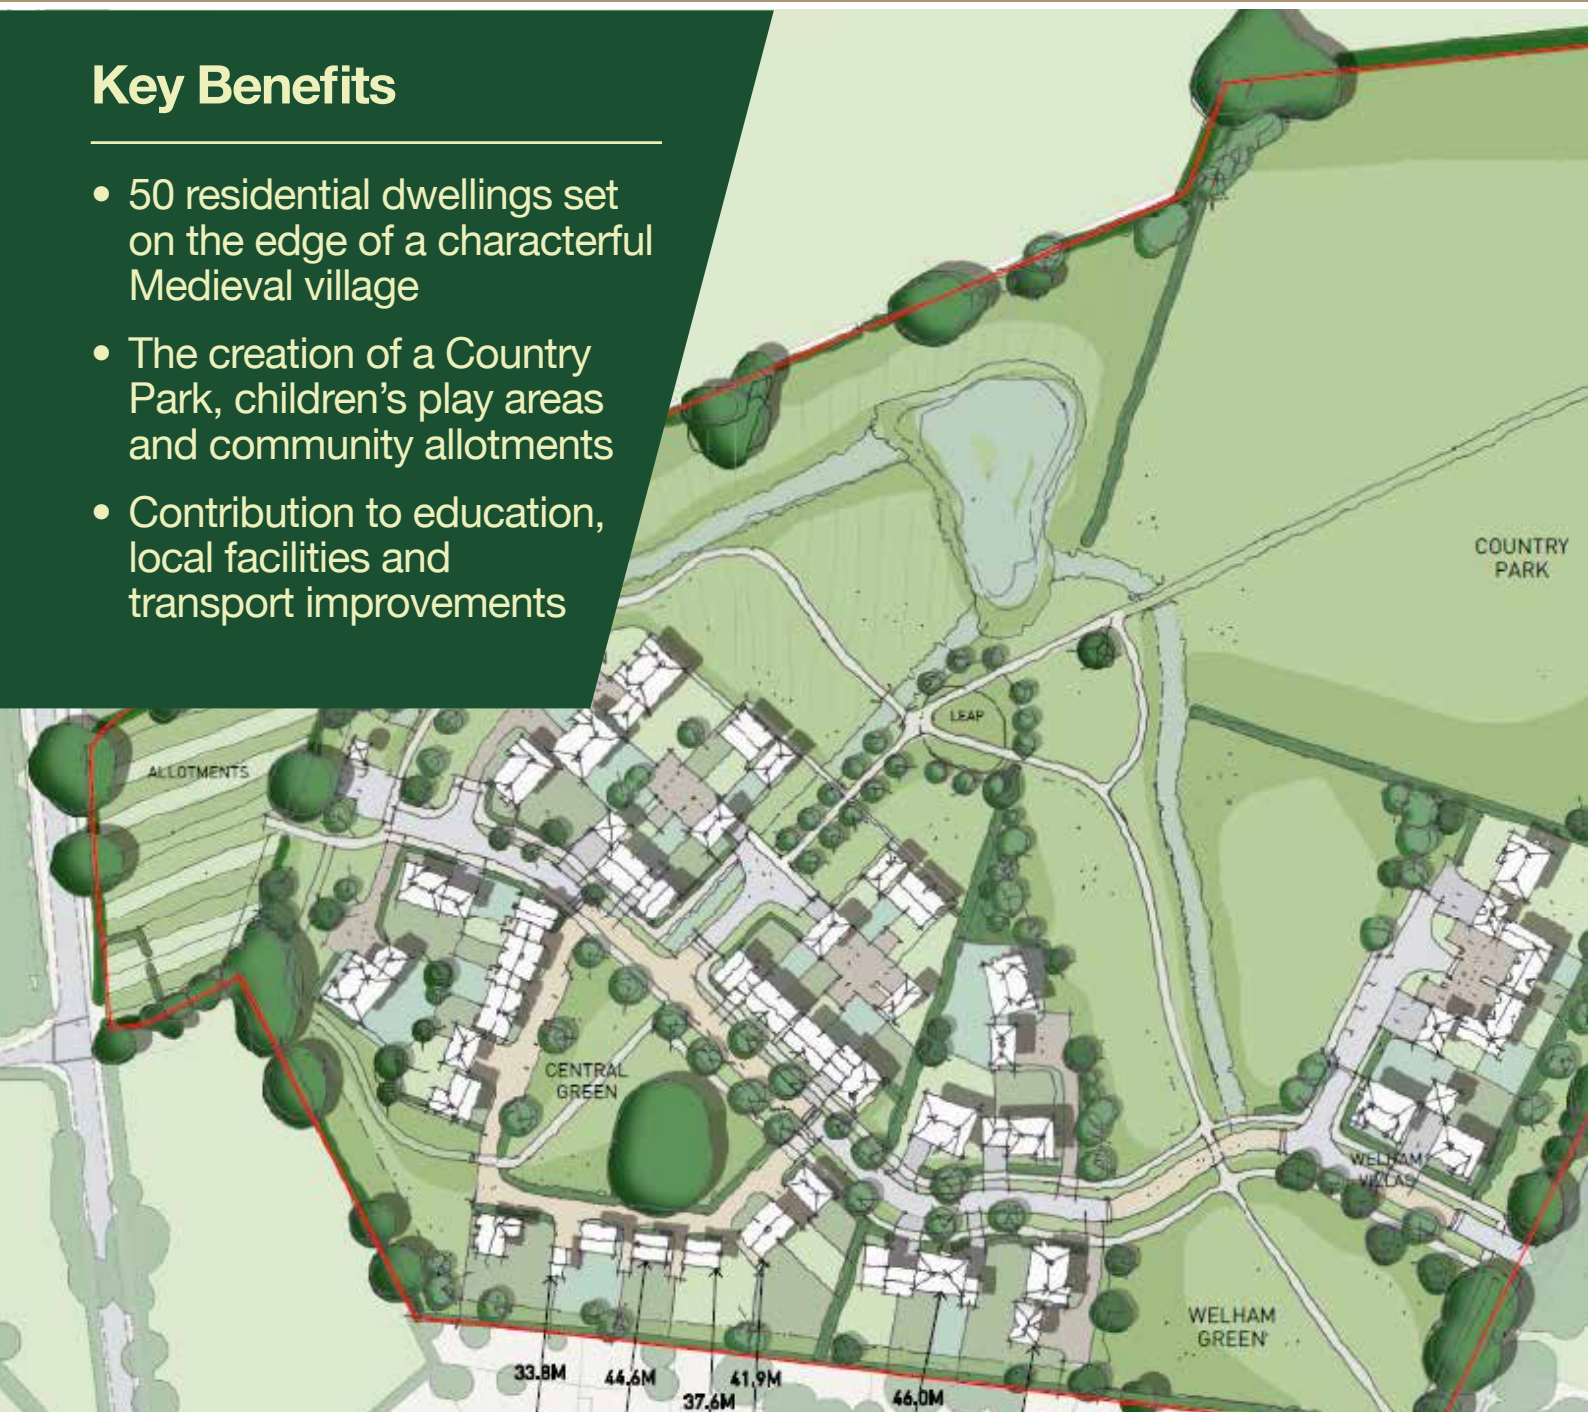 Key Benefits
• 50 residential dwellings set
on the edge of a characterful
Medieval village
• The creation of a Country
Park, children's play areas
and community allotments
• Contribution to education,
local facilities and
transport improvements
COUNTRY
PARK
LEAP
ALLOTMENTS
CENTRAL
GREEN
WELHAM
VILLAS
WELHAM
GREEN
33.8M
44.6M
41.9M
37.6M
46.0M